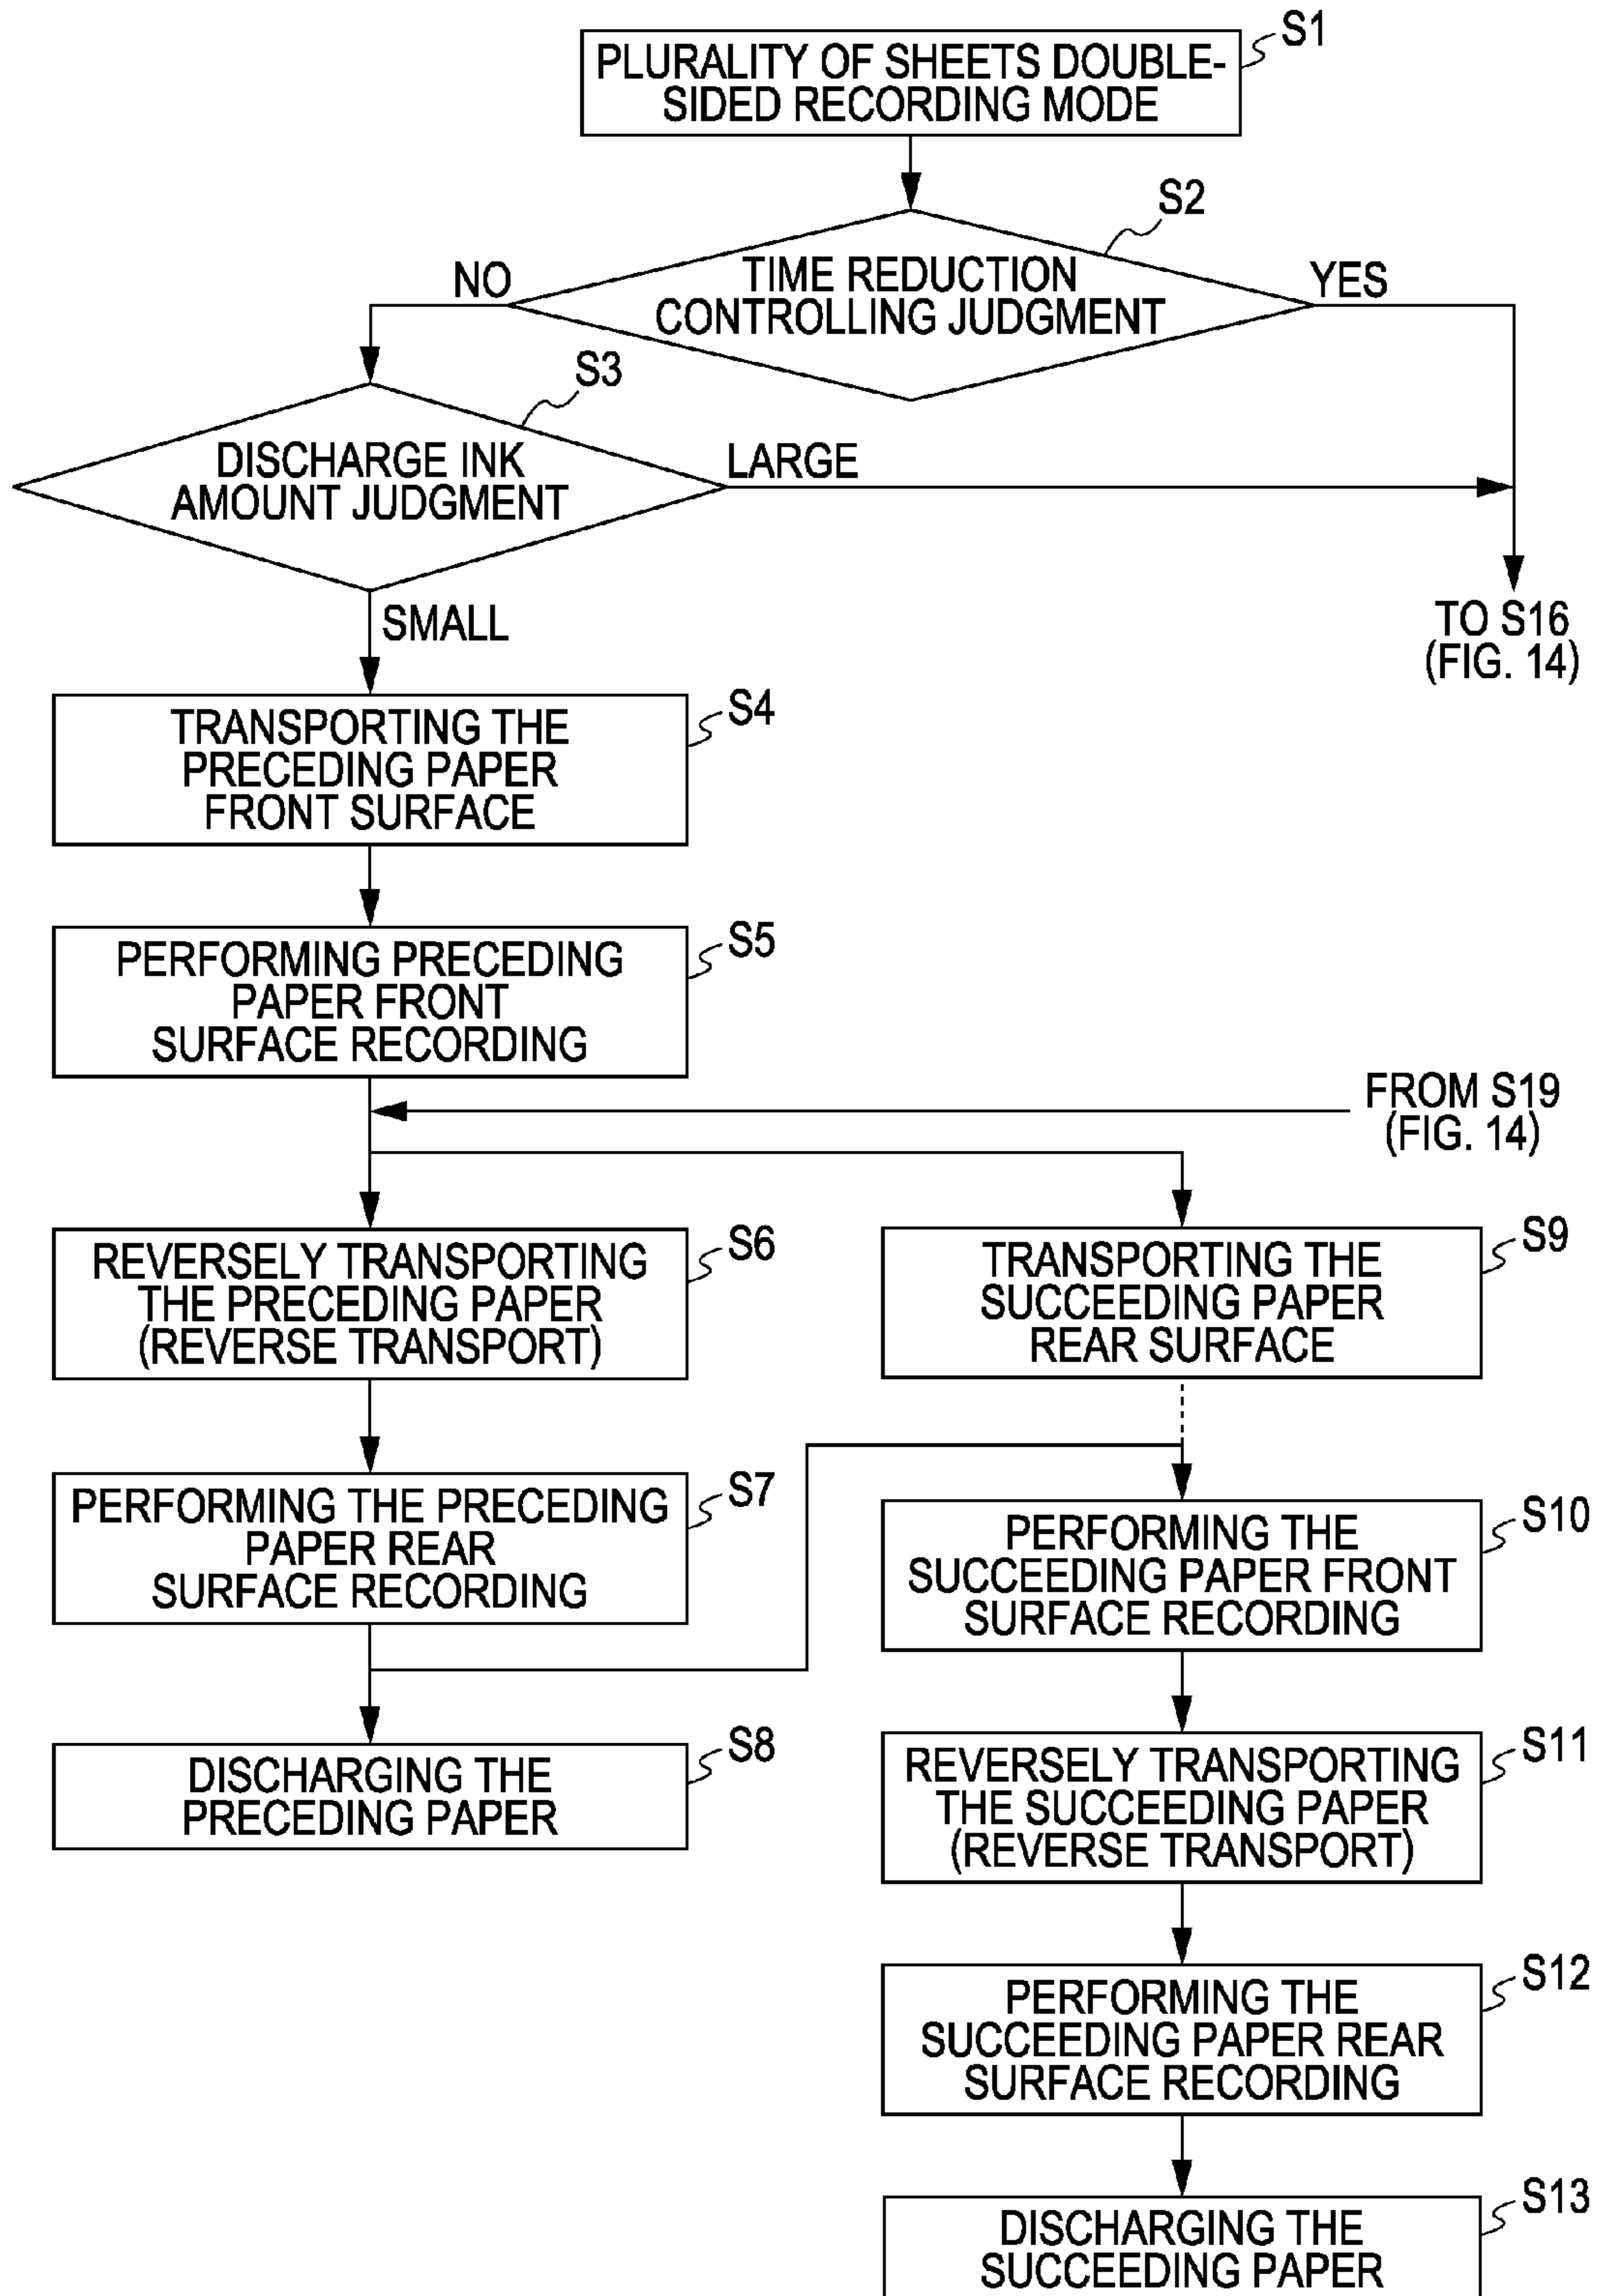 S1
PLURALITY OF SHEETS DOUBLE-
SIDED RECORDING MODE
S2
NO
TIME REDUCTION
CONTROLLING JUDGMENT
YES
S3
DISCHARGE INK
AMOUNT JUDGMENT
LARGE
SMALL
TO S16
(FIG. 14)
S4
TRANSPORTING THE
PRECEDING PAPER
FRONT SURFACE
S5
PERFORMING PRECEDING
PAPER FRONT
SURFACE RECORDING
FROM S19
(FIG. 14)
S6
REVERSELY TRANSPORTING
THE PRECEDING PAPER
(REVERSE TRANSPORT)
S9
TRANSPORTING THE
SUCCEEDING PAPER
REAR SURFACE
S7
PERFORMING THE PRECEDING
PAPER REAR
SURFACE RECORDING
S10
PERFORMING THE
SUCCEEDING PAPER FRONT
SURFACE RECORDING
S8
DISCHARGING THE
PRECEDING PAPER
S11
REVERSELY TRANSPORTING
THE SUCCEEDING PAPER
(REVERSE TRANSPORT)
S12
PERFORMING THE
SUCCEEDING PAPER REAR
SURFACE RECORDING
S13
DISCHARGING THE
SUCCEEDING PAPER